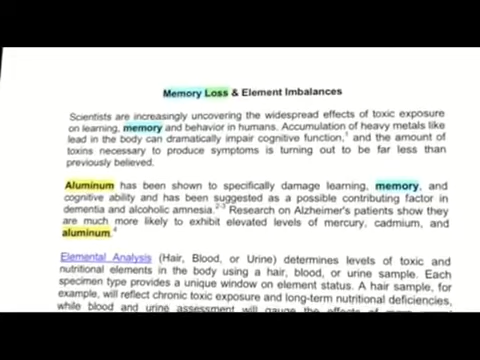 Memory Loss & Element Imbalances
Scientists are increasingly uncovering the widespread effects of toxic exposure
on learning, memory and behavior in humans. Accumulation of heavy metals like
lead in the body can dramatically impair cognitive function,1 and the amount of
toxins necessary to produce symptoms is turning out to be far less than
previously believed.
Aluminum has been shown to specifically damage learning, memory, and
cognitive ability and has been suggested as a possible contributing factor in
dementia and alcoholic amnesia.2-3 Research on Alzheimer's patients show they
are much more likely to exhibit elevated levels of mercury, cadmium, and
aluminum.4
Elemental Analysis (Hair, Blood, or Urine) determines levels of toxic and
nutritional elements in the body using a hair, blood, or urine sample. Each
specimen type provides a unique window on element status. A hair sample, for
example, will reflect chronic toxic exposure and long-term nutritional deficiencies,
while blood and urine assessment will gauge the effects of